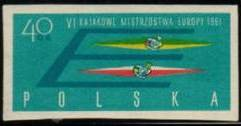 40 GR
VI KAJAKOWE MISTRZOSTWA EUROPY 1961
POLSKA